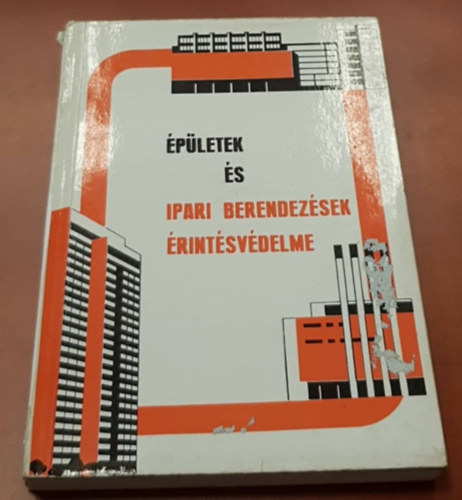 ÉPÜLETEK
ÉS
IPARI BERENDEZÉSEK
ÉRINTÉSVÉDELME